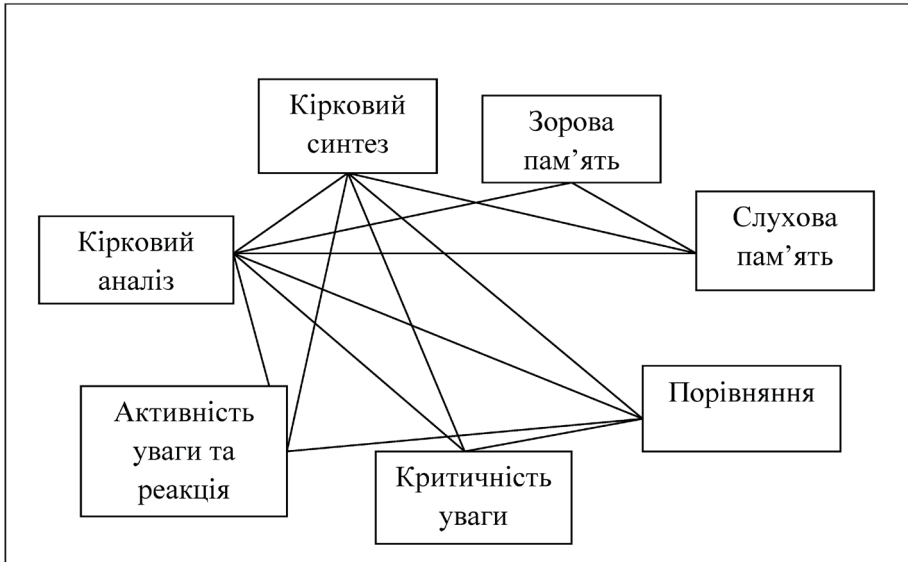 Кірковий
синтез
Зорова
пам’ять
Слухова
пам’ять
Кірковий
аналіз
Порівняння
Активність
уваги та
реакція
Критичність
уваги